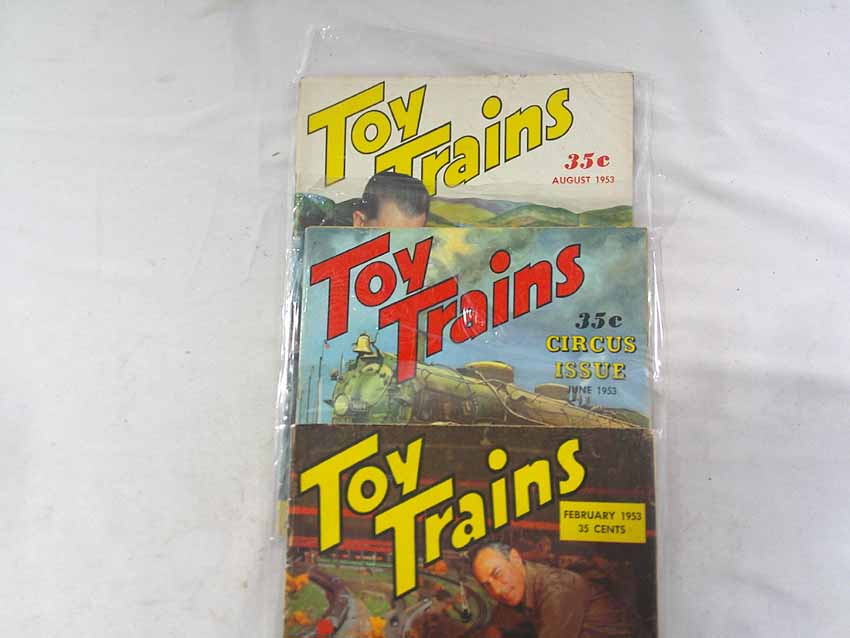 Toy
Trains
35c
AUGUST 1953
Toy
Trains
35c
CIRCUS
ISSUE
JUNE 1953
Toy
Trains
FEBRUARY 1953
35 CENTS